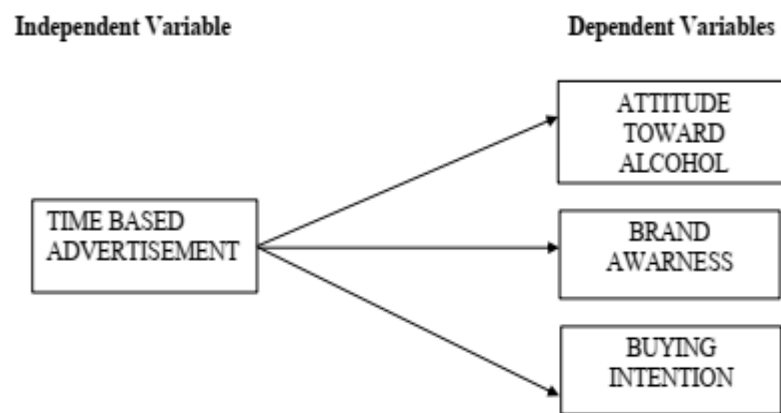 Independent Variable
Dependent Variables
ATTITUDE
TOWARD
ALCOHOL
TIME BASED
ADVERTISEMENT
BRAND
AWARNESS
BUYING
INTENTION